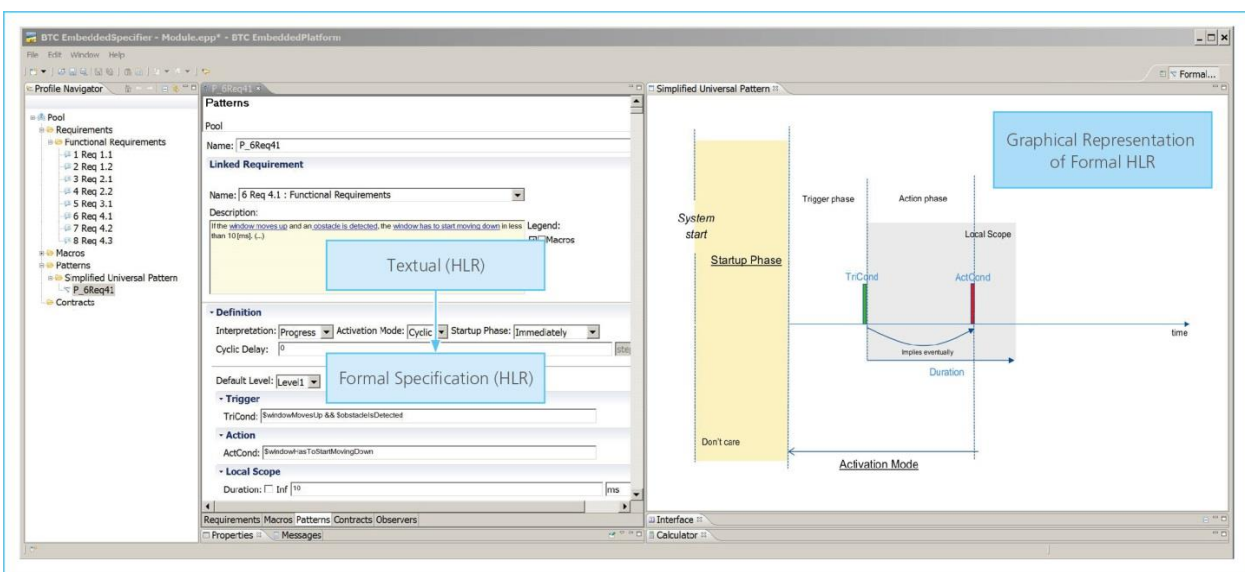 BTC EmbeddedSpecifier - Module.epp* - BTC EmbeddedPlatform
File Edit Window Help
Formal...
Profile Navigator
P_6Req41
Simplified Universal Pattern
Pool
Requirements
Functional Requirements
1 Req 1.1
2 Req 1.2
3 Req 2.1
4 Req 2.2
5 Req 3.1
6 Req 4.1
7 Req 4.2
8 Req 4.3
Macros
Patterns
Simplified Universal Pattern
P_6Req41
Contracts
Patterns
Pool
Name: P_6Req41
Linked Requirement
Name: 6 Req 4.1 : Functional Requirements
Description:
If the window moves up and an obstacle is detected, the window has to start moving down in less
than 10 [ms]. (...)
Legend:
Macros
Textual (HLR)
Definition
Interpretation: Progress Activation Mode: Cyclic Startup Phase: Immediately
Cyclic Delay: 0
Formal Specification (HLR)
Default Level: Level1
Trigger
TriCond: $windowMovesUp && $obstacleIsDetected
Action
ActCond: $windowHasToStartMovingDown
Local Scope
Duration: Inf 10 ms
Requirements Macros Patterns Contracts Observers
Properties Messages
Graphical Representation
of Formal HLR
Trigger phase
Action phase
System
start
Local Scope
Startup Phase
TriCond
ActCond
time
Implies eventually
Duration
Don't care
Activation Mode
Interface
Calculator